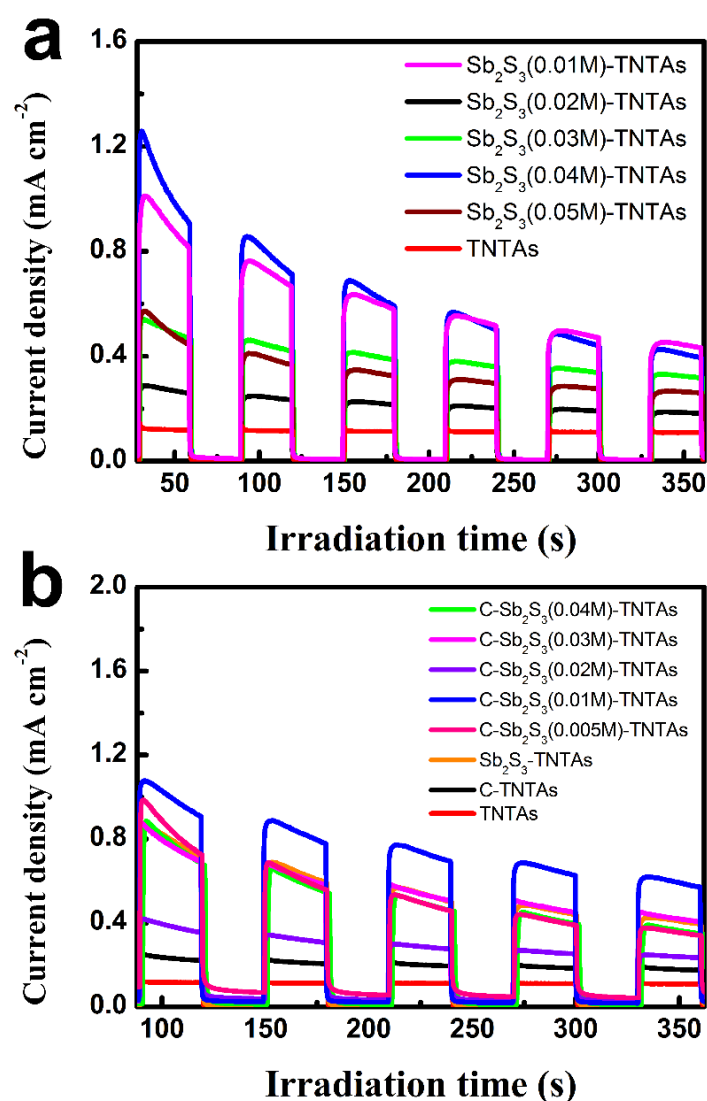 a
1.6
1.2
0.8
0.4
0.0
Current density (mA cm⁻²)
Sb₂S₃(0.01M)-TNTAs
Sb₂S₃(0.02M)-TNTAs
Sb₂S₃(0.03M)-TNTAs
Sb₂S₃(0.04M)-TNTAs
Sb₂S₃(0.05M)-TNTAs
TNTAs
50 100 150 200 250 300 350
Irradiation time (s)
b
2.0
1.6
1.2
0.8
0.4
0.0
Current density (mA cm⁻²)
C-Sb₂S₃(0.04M)-TNTAs
C-Sb₂S₃(0.03M)-TNTAs
C-Sb₂S₃(0.02M)-TNTAs
C-Sb₂S₃(0.01M)-TNTAs
C-Sb₂S₃(0.005M)-TNTAs
Sb₂S₃-TNTAs
C-TNTAs
TNTAs
100 150 200 250 300 350
Irradiation time (s)